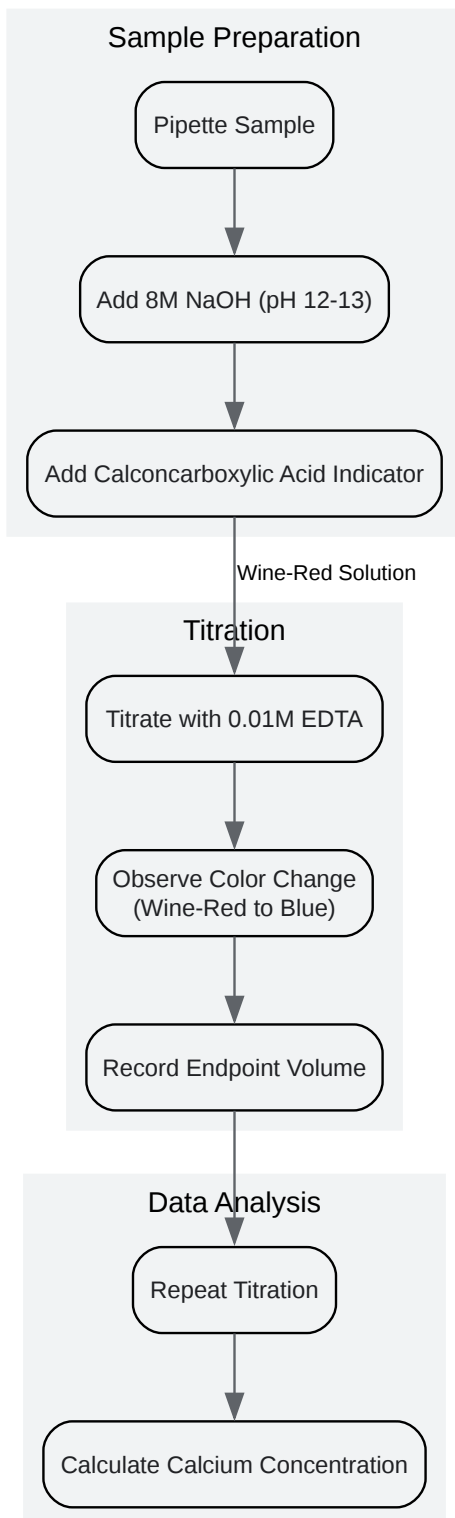 Sample Preparation
Pipette Sample
Add 8M NaOH (pH 12-13)
Add Calconcarboxylic Acid Indicator
Wine-Red Solution
Titration
Titrate with 0.01M EDTA
Observe Color Change
(Wine-Red to Blue)
Record Endpoint Volume
Data Analysis
Repeat Titration
Calculate Calcium Concentration